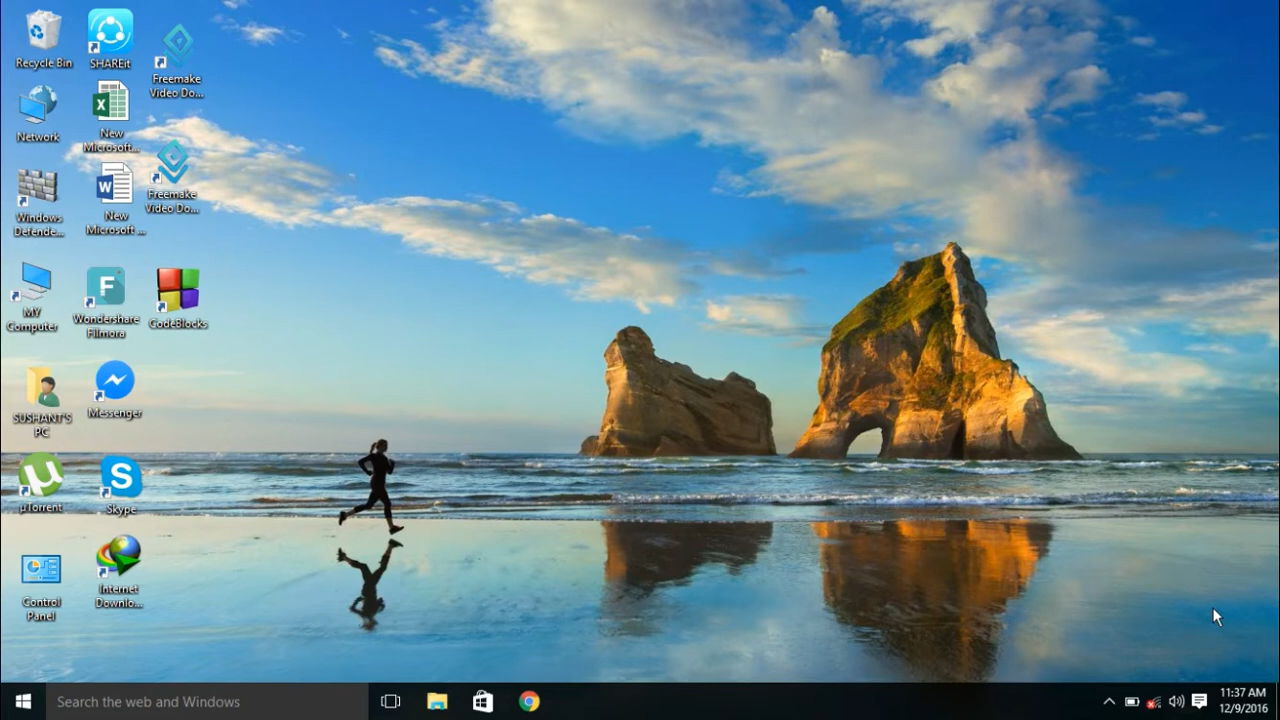 Recycle Bin
SHAREit
Freemake
Video Do...
Network
New
Microsoft...
Windows
Defende...
New
Microsoft ...
Freemake
Video Do...
MY
Computer
Wondershare
Filmora
CodeBlocks
SUSHANT'S
PC
Messenger
µTorrent
Skype
Control
Panel
Internet
Downlo...
Search the web and Windows
11:37 AM
12/9/2016